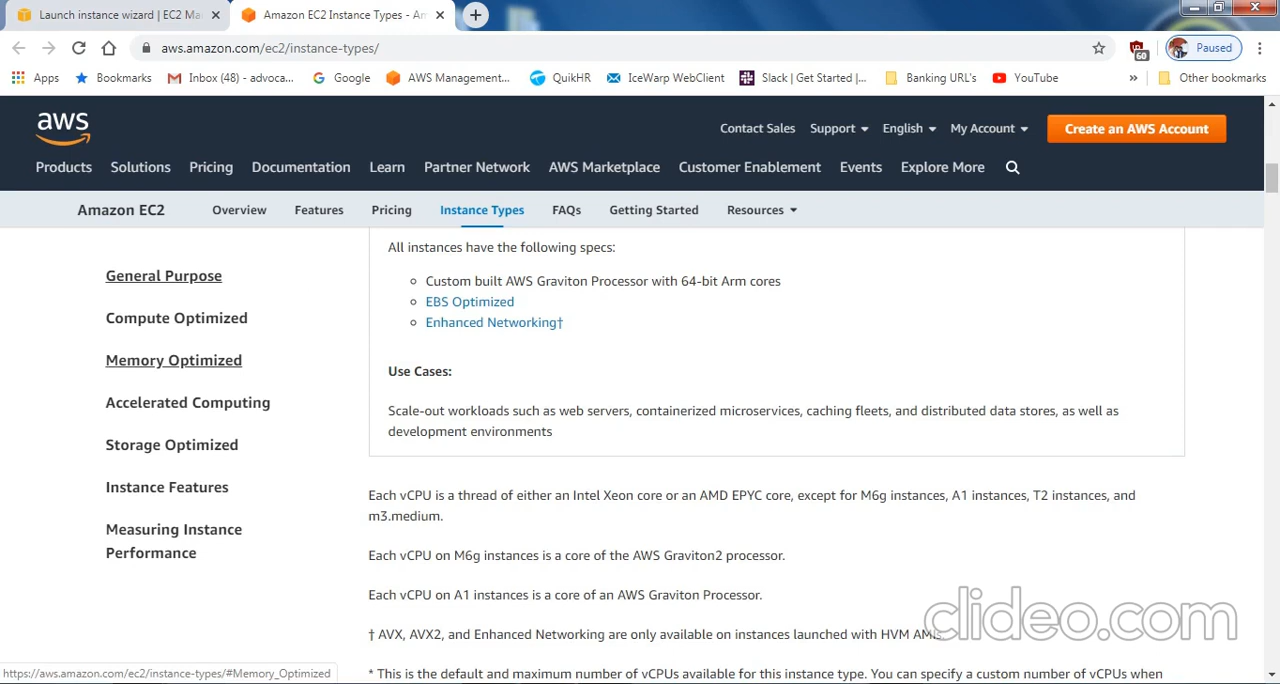 Launch instance wizard | EC2 Ma
Amazon EC2 Instance Types - Am
aws.amazon.com/ec2/instance-types/
60
Paused
Apps
Bookmarks
Inbox (48) - advoca...
Google
AWS Management...
QuikHR
IceWarp WebClient
Slack | Get Started |...
Banking URL's
YouTube
»
Other bookmarks
aws
Contact Sales
Support
English
My Account
Create an AWS Account
Products
Solutions
Pricing
Documentation
Learn
Partner Network
AWS Marketplace
Customer Enablement
Events
Explore More
Amazon EC2
Overview
Features
Pricing
Instance Types
FAQs
Getting Started
Resources
General Purpose
Compute Optimized
Memory Optimized
Accelerated Computing
Storage Optimized
Instance Features
Measuring Instance
Performance
All instances have the following specs:
Custom built AWS Graviton Processor with 64-bit Arm cores
EBS Optimized
Enhanced Networking†
Use Cases:
Scale-out workloads such as web servers, containerized microservices, caching fleets, and distributed data stores, as well as
development environments
Each vCPU is a thread of either an Intel Xeon core or an AMD EPYC core, except for M6g instances, A1 instances, T2 instances, and
m3.medium.
Each vCPU on M6g instances is a core of the AWS Graviton2 processor.
Each vCPU on A1 instances is a core of an AWS Graviton Processor.
† AVX, AVX2, and Enhanced Networking are only available on instances launched with HVM AMIs.
* This is the default and maximum number of vCPUs available for this instance type. You can specify a custom number of vCPUs when
https://aws.amazon.com/ec2/instance-types/#Memory_Optimized
clideo.com